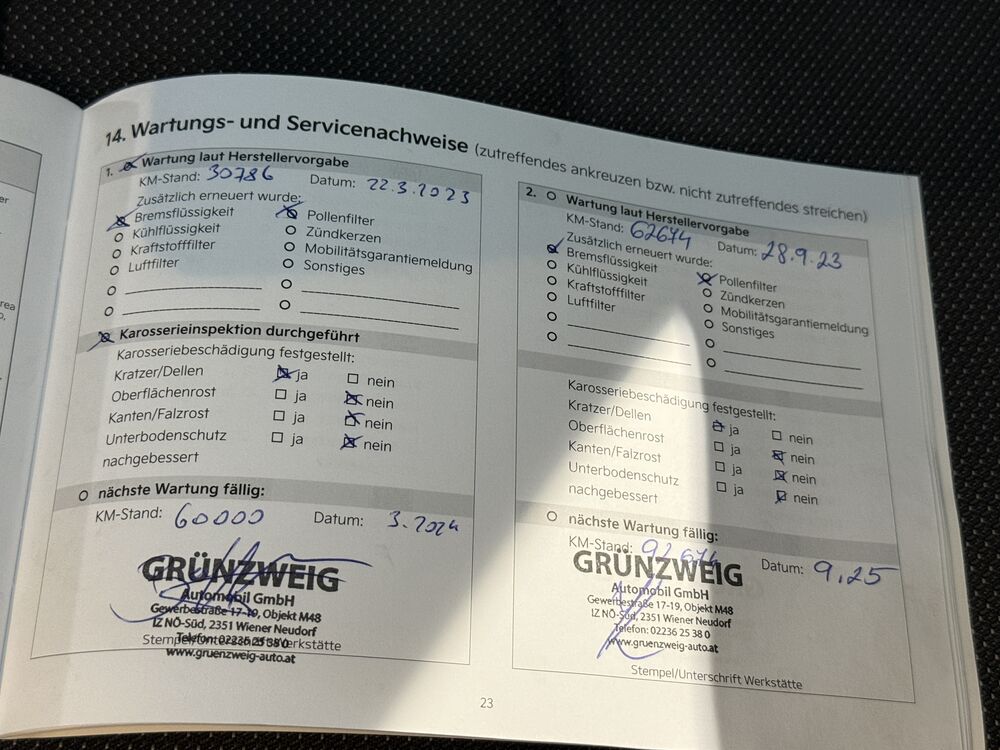 14. Wartungs- und Servicenachweise (zutreffendes ankreuzen bzw. nicht zutreffendes streichen)
1. Wartung laut Herstellervorgabe
KM-Stand: 30786 Datum: 22.3.2023
Zusätzlich erneuert wurde:
Bremsflüssigkeit Pollenfilter
Kühlflüssigkeit Zündkerzen
Kraftstofffilter Mobilitätsgarantiemeldung
Luftfilter Sonstiges
Karosserieinspektion durchgeführt
Karosseriebeschädigung festgestellt:
Kratzer/Dellen ja nein
Oberflächenrost ja nein
Kanten/Falzrost ja nein
Unterbodenschutz ja nein
nachgebessert
nächste Wartung fällig:
KM-Stand: 60000 Datum: 3.2024
GRÜNZWEIG
Automobil GmbH
Gewerbestraße 17-19, Objekt M48
IZ NÖ-Süd, 2351 Wiener Neudorf
Telefon: 02236 25 38 0
Stempel/Unterschrift Werkstätte
www.gruenzweig-auto.at
2. Wartung laut Herstellervorgabe
KM-Stand: 62674 Datum: 28.9.23
Zusätzlich erneuert wurde:
Bremsflüssigkeit Pollenfilter
Kühlflüssigkeit Zündkerzen
Kraftstofffilter Mobilitätsgarantiemeldung
Luftfilter Sonstiges
Karosseriebeschädigung festgestellt:
Kratzer/Dellen ja nein
Oberflächenrost ja nein
Kanten/Falzrost ja nein
Unterbodenschutz ja nein
nachgebessert
nächste Wartung fällig:
KM-Stand: 92674 Datum: 9.25
GRÜNZWEIG
Automobil GmbH
Gewerbestraße 17-19, Objekt M48
IZ NÖ-Süd, 2351 Wiener Neudorf
Telefon: 02236 25 38 0
www.gruenzweig-auto.at
Stempel/Unterschrift Werkstätte
23